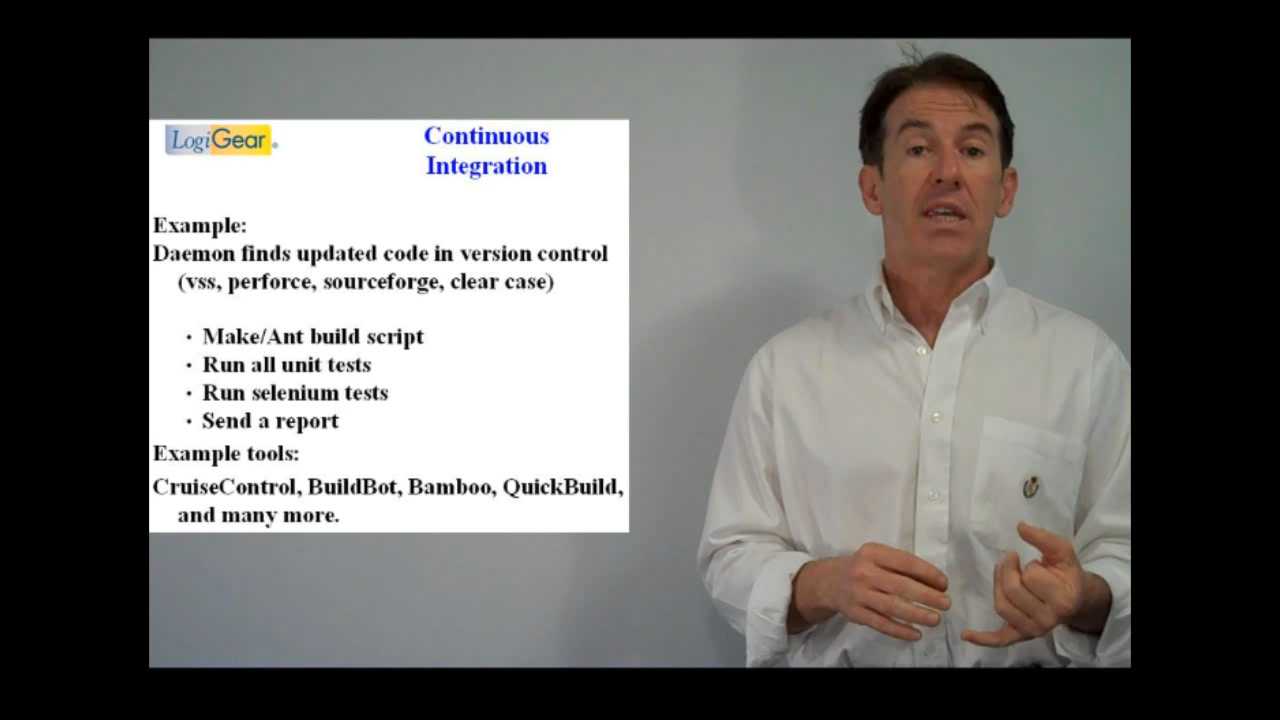 LogiGear®
Continuous
Integration
Example:
Daemon finds updated code in version control
(vss, perforce, sourceforge, clear case)
· Make/Ant build script
· Run all unit tests
· Run selenium tests
· Send a report
Example tools:
CruiseControl, BuildBot, Bamboo, QuickBuild,
and many more.